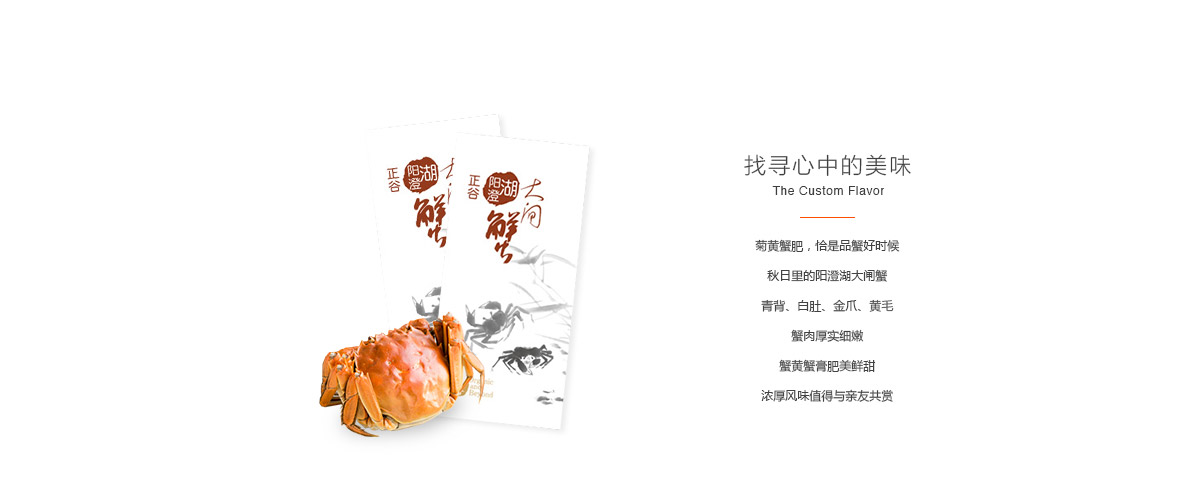 正谷
阳澄湖
大
蟹
正谷
阳澄湖
大闸
蟹
找寻心中的美味
The Custom Flavor
菊黄蟹肥，恰是品蟹好时候
秋日里的阳澄湖大闸蟹
青背、白肚、金爪、黄毛
蟹肉厚实细嫩
蟹黄蟹膏肥美鲜甜
浓厚风味值得与亲友共赏